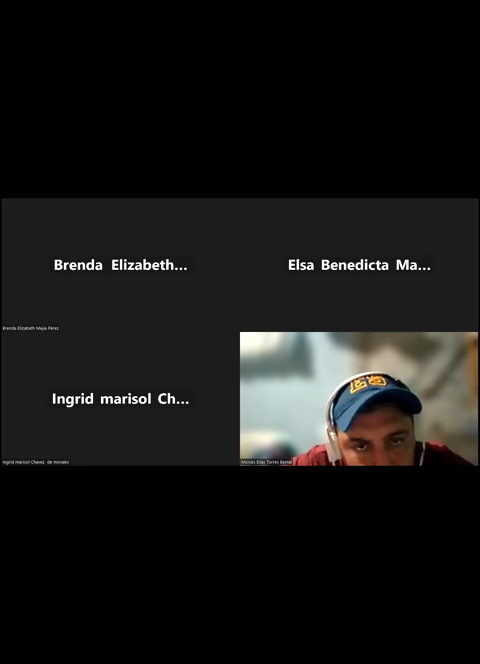 Brenda Elizabeth...
Elsa Benedicta Ma...
Brenda Elizabeth Mejia Pérez
Ingrid marisol Ch...
Ingrid marisol Chavez de morales
Moisés Elías Torres Bernal